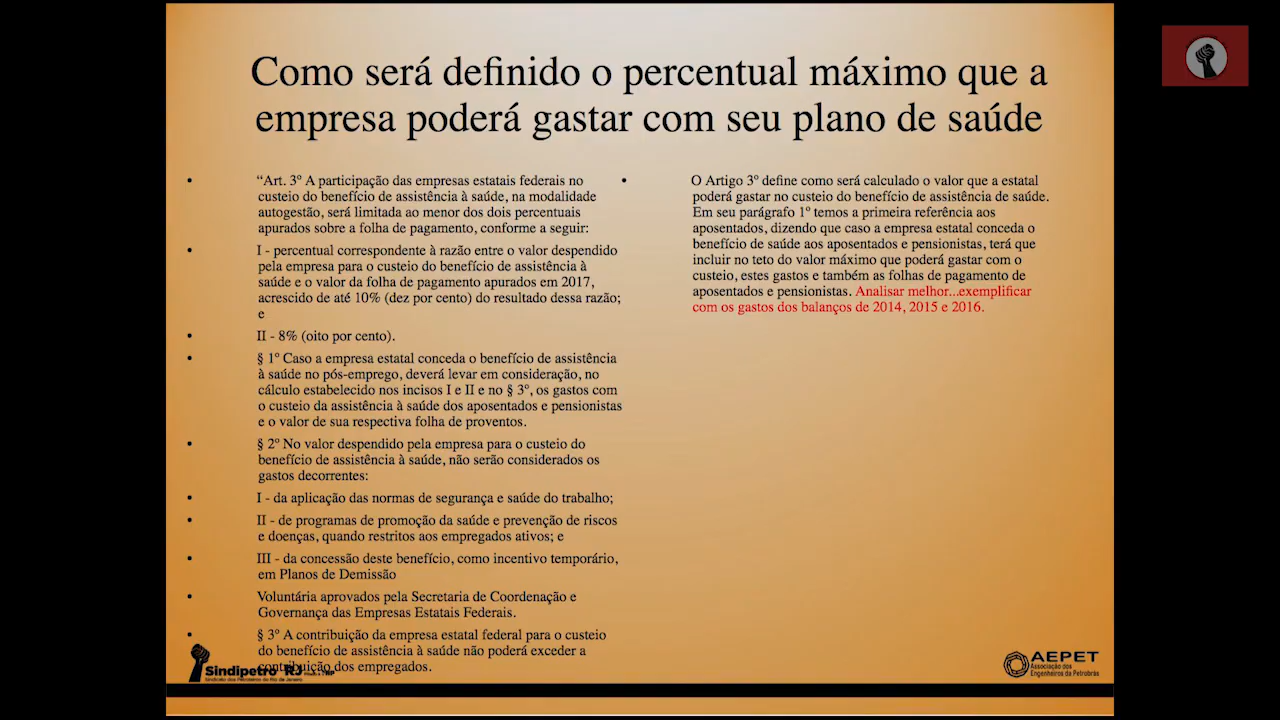 Como será definido o percentual máximo que a
empresa poderá gastar com seu plano de saúde
• “Art. 3º A participação das empresas estatais federais no
custeio do benefício de assistência à saúde, na modalidade
autogestão, será limitada ao menor dos dois percentuais
apurados sobre a folha de pagamento, conforme a seguir:
• I - percentual correspondente à razão entre o valor despendido
pela empresa para o custeio do benefício de assistência à
saúde e o valor da folha de pagamento apurados em 2017,
acrescido de até 10% (dez por cento) do resultado dessa razão;
e
• II - 8% (oito por cento).
• § 1º Caso a empresa estatal conceda o benefício de assistência
à saúde no pós-emprego, deverá levar em consideração, no
cálculo estabelecido nos incisos I e II e no § 3º, os gastos com
o custeio da assistência à saúde dos aposentados e pensionistas
e o valor de sua respectiva folha de proventos.
• § 2º No valor despendido pela empresa para o custeio do
benefício de assistência à saúde, não serão considerados os
gastos decorrentes:
• I - da aplicação das normas de segurança e saúde do trabalho;
• II - de programas de promoção da saúde e prevenção de riscos
e doenças, quando restritos aos empregados ativos; e
• III - da concessão deste benefício, como incentivo temporário,
em Planos de Demissão
• Voluntária aprovados pela Secretaria de Coordenação e
Governança das Empresas Estatais Federais.
• § 3º A contribuição da empresa estatal federal para o custeio
do benefício de assistência à saúde não poderá exceder a
contribuição dos empregados.
• O Artigo 3º define como será calculado o valor que a estatal
poderá gastar no custeio do benefício de assistência de saúde.
Em seu parágrafo 1º temos a primeira referência aos
aposentados, dizendo que caso a empresa estatal conceda o
benefício de saúde aos aposentados e pensionistas, terá que
incluir no teto do valor máximo que poderá gastar com o
custeio, estes gastos e também as folhas de pagamento de
aposentados e pensionistas. Analisar melhor...exemplificar
com os gastos dos balanços de 2014, 2015 e 2016.
Sindipetro RJ
Sindicato dos Petroleiros do Rio de Janeiro
AEPET
Associação dos
Engenheiros da Petrobrás